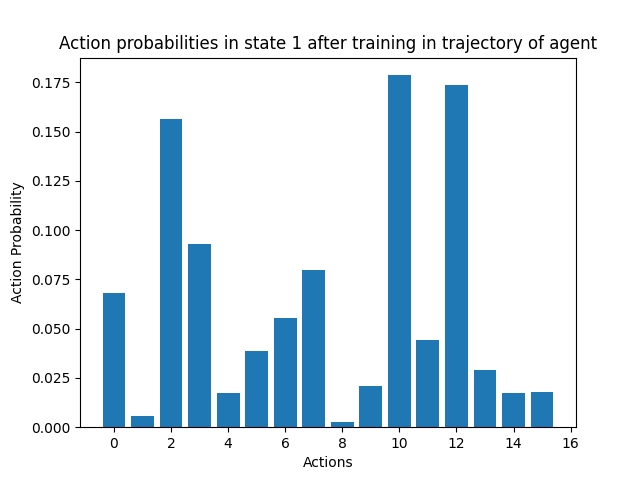 Action probabilities in state 1 after training in trajectory of agent
0.175
0.150
0.125
0.100
0.075
0.050
0.025
0.000
Action Probability
0 2 4 6 8 10 12 14 16
Actions